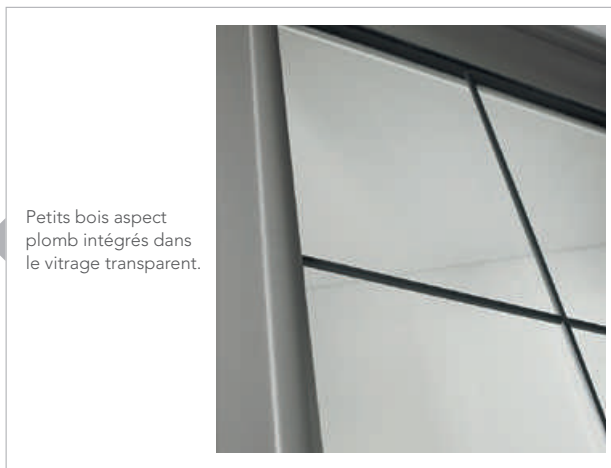 Petits bois aspect
plomb intégrés dans
le vitrage transparent.